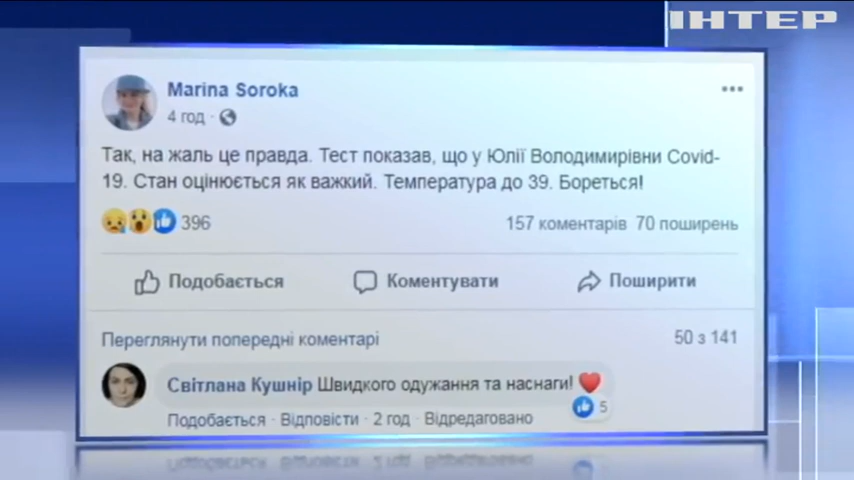 ІНТЕР
Marina Soroka
4 год ·
Так, на жаль це правда. Тест показав, що у Юлії Володимирівни Covid-
19. Стан оцінюється як важкий. Температура до 39. Бореться!
396 157 коментарів 70 поширень
Подобається Коментувати Поширити
Переглянути попередні коментарі 50 з 141
Світлана Кушнір Швидкого одужання та наснаги!
5
Подобається · Відповісти · 2 год · Відредаговано